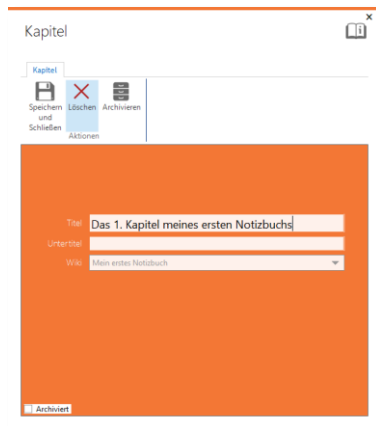 Kapitel
Kapitel
Speichern und Schließen
Löschen
Archivieren
Aktionen
Titel Das 1. Kapitel meines ersten Notizbuchs
Untertitel
Wiki Mein erstes Notizbuch
Archiviert